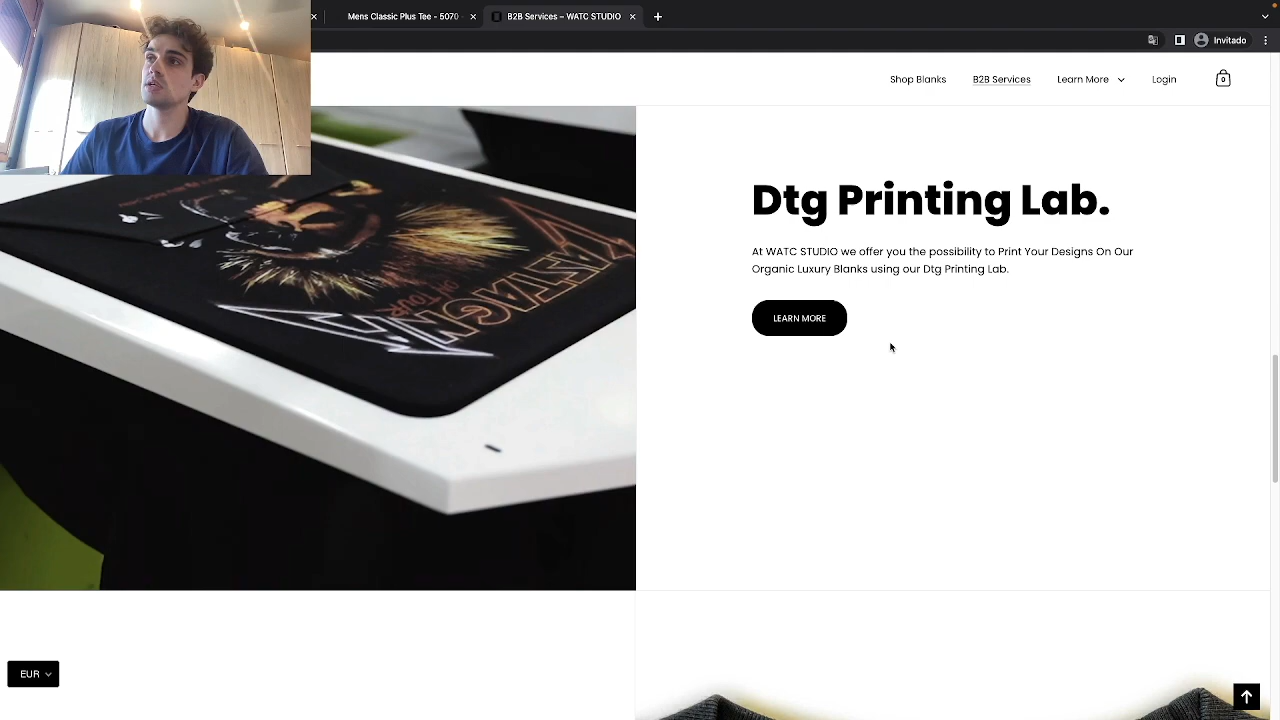 Mens Classic Plus Tee - 5070
B2B Services – WATC STUDIO
Invitado
Shop Blanks
B2B Services
Learn More
Login
0
Dtg Printing Lab.
At WATC STUDIO we offer you the possibility to Print Your Designs On Our
Organic Luxury Blanks using our Dtg Printing Lab.
LEARN MORE
ON TOUR
EUR